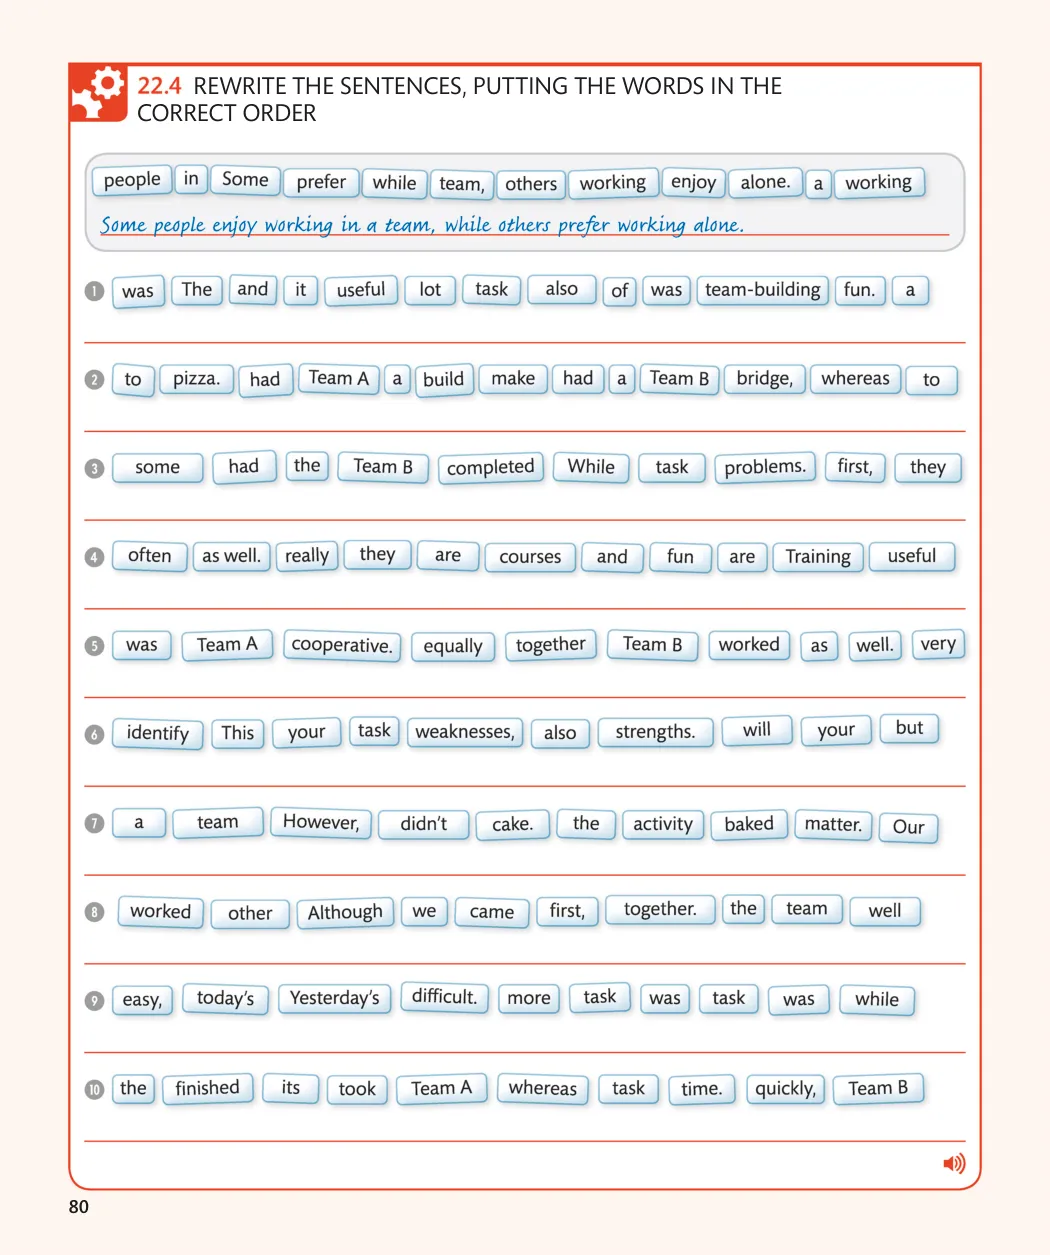 22.4 REWRITE THE SENTENCES, PUTTING THE WORDS IN THE
CORRECT ORDER
people in Some prefer while team, others working enjoy alone. a working
Some people enjoy working in a team, while others prefer working alone.
1 was The and it useful lot task also of was team-building fun. a
2 to pizza. had Team A a build make had a Team B bridge, whereas to
3 some had the Team B completed While task problems. first, they
4 often as well. really they are courses and fun are Training useful
5 was Team A cooperative. equally together Team B worked as well. very
6 identify This your task weaknesses, also strengths. will your but
7 a team However, didn't cake. the activity baked matter. Our
8 worked other Although we came first, together. the team well
9 easy, today's Yesterday's difficult. more task was task was while
10 the finished its took Team A whereas task time. quickly, Team B
80